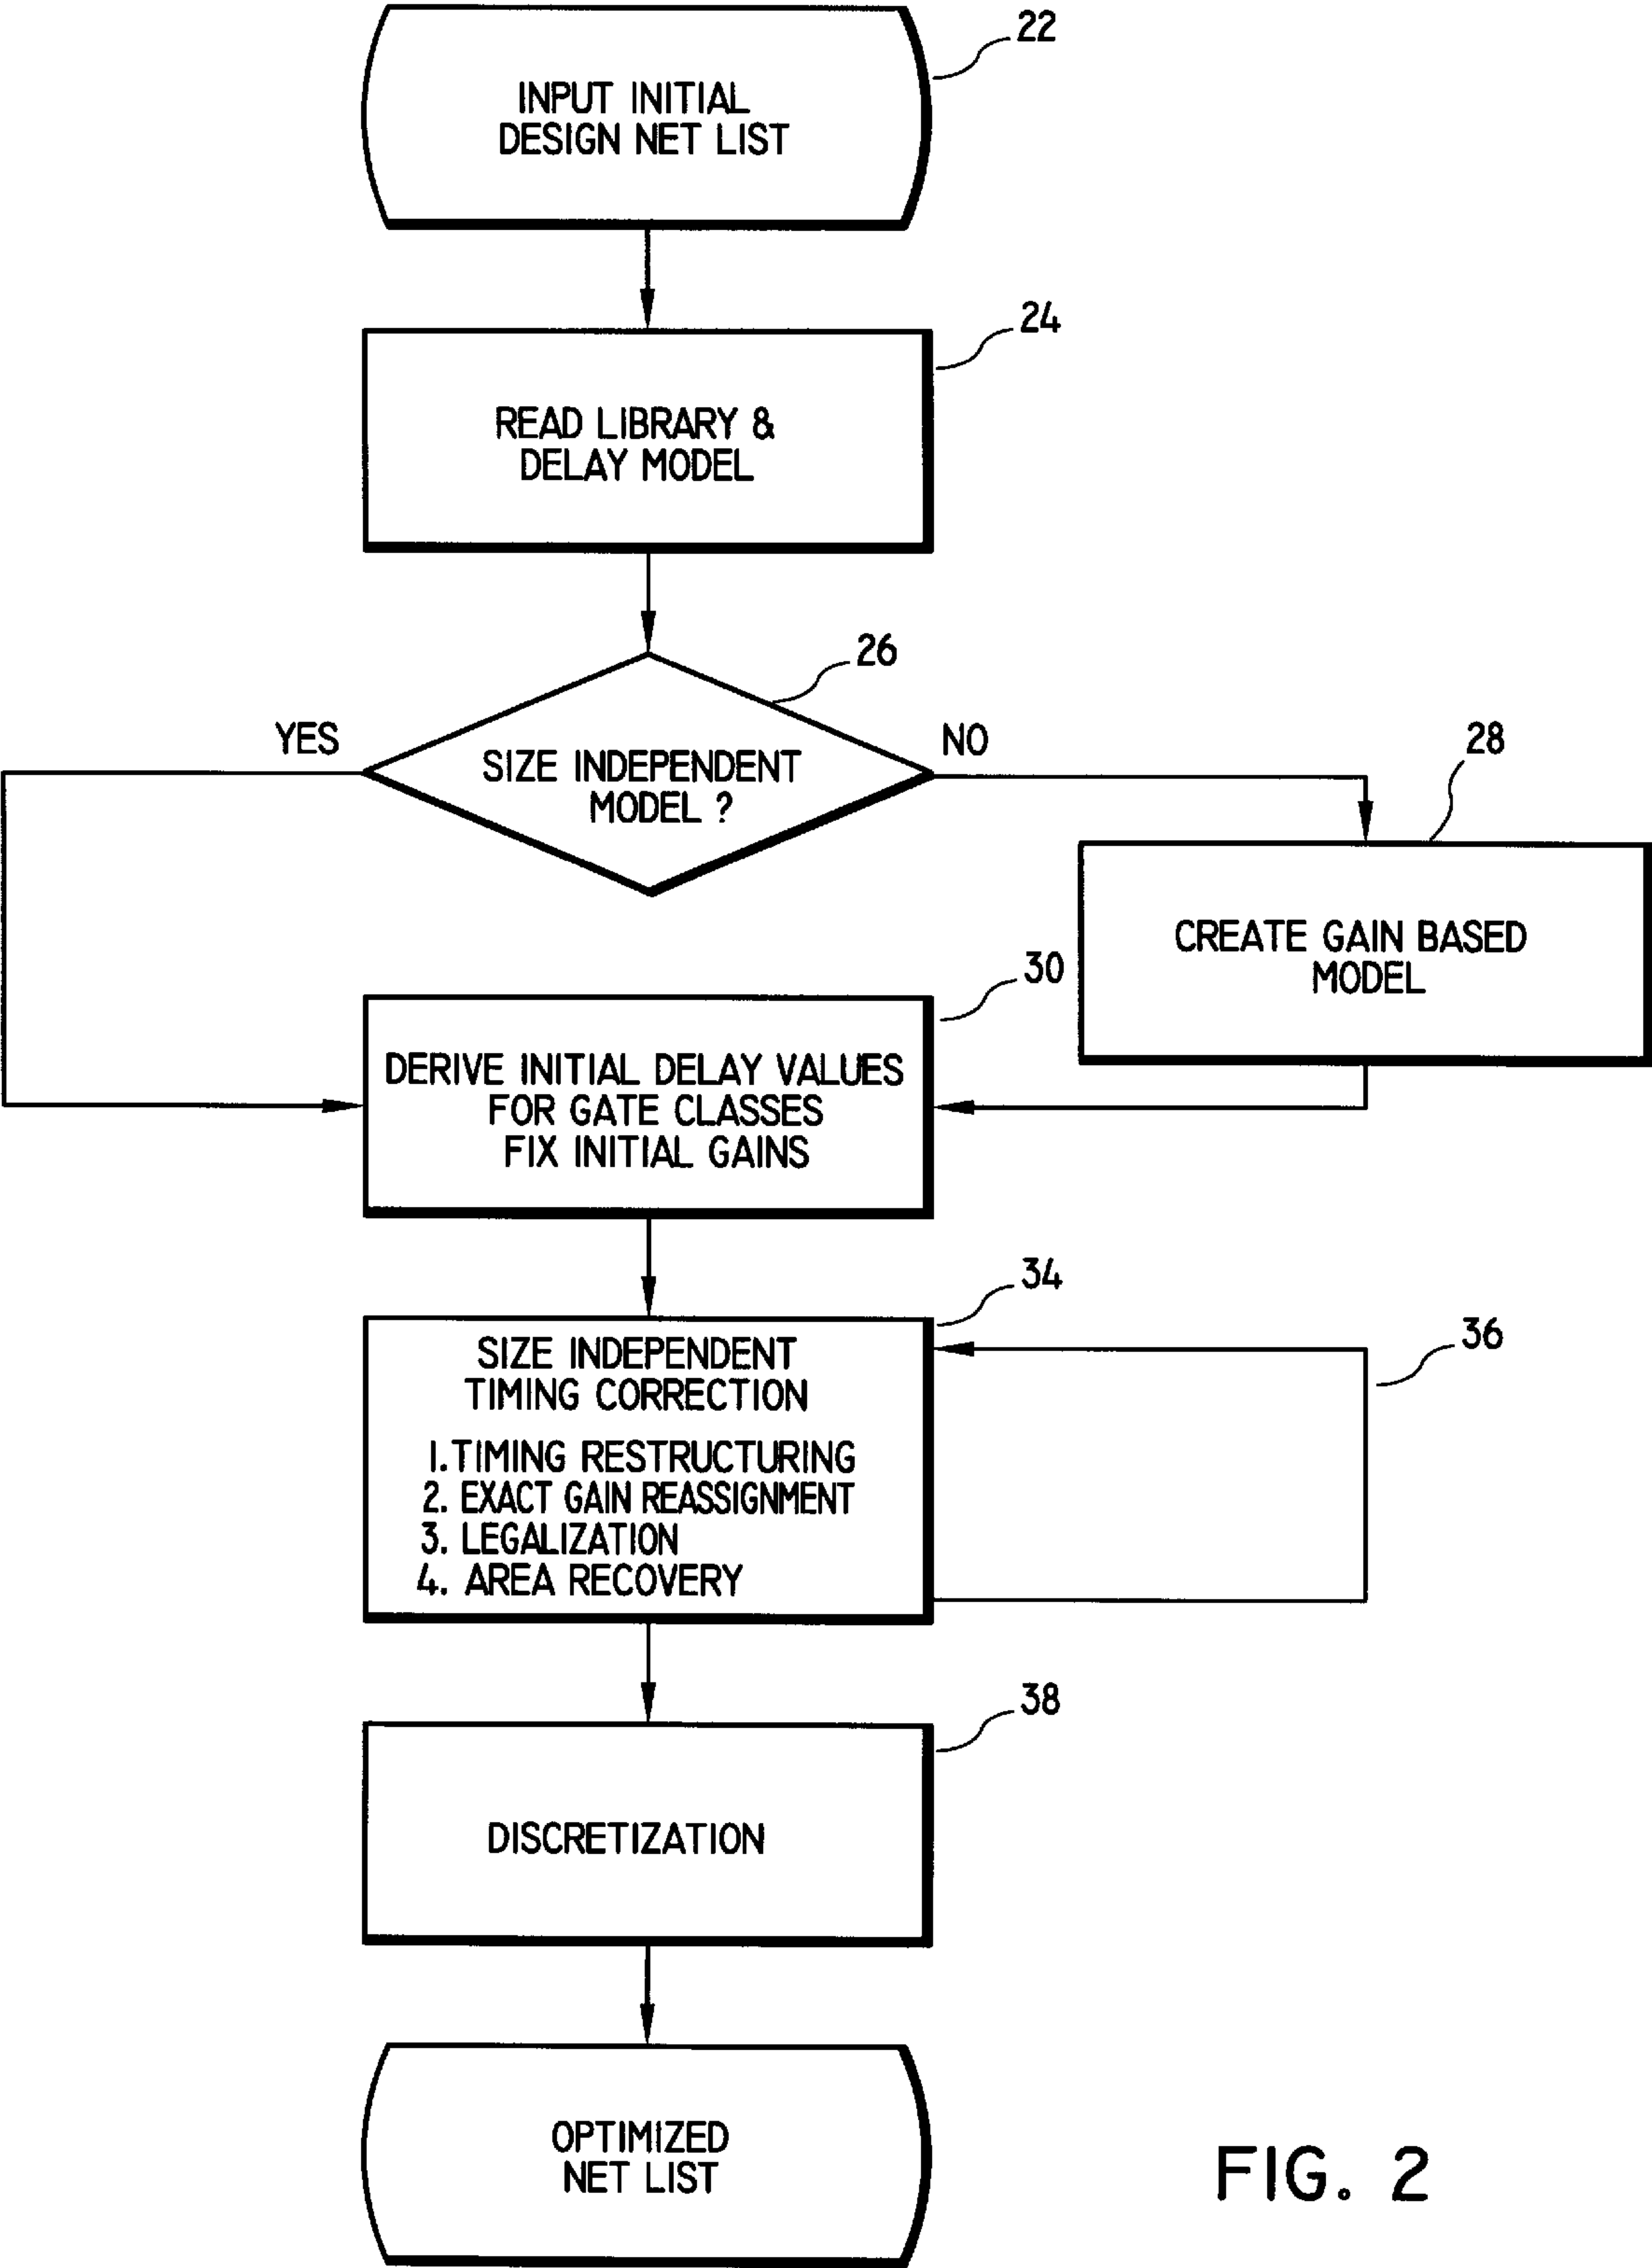 22
INPUT INITIAL
DESIGN NET LIST
24
READ LIBRARY &
DELAY MODEL
26
YES
NO
SIZE INDEPENDENT
MODEL ?
28
CREATE GAIN BASED
MODEL
30
DERIVE INITIAL DELAY VALUES
FOR GATE CLASSES
FIX INITIAL GAINS
34
SIZE INDEPENDENT
TIMING CORRECTION
1. TIMING RESTRUCTURING
2. EXACT GAIN REASSIGNMENT
3. LEGALIZATION
4. AREA RECOVERY
36
38
DISCRETIZATION
OPTIMIZED
NET LIST
FIG. 2